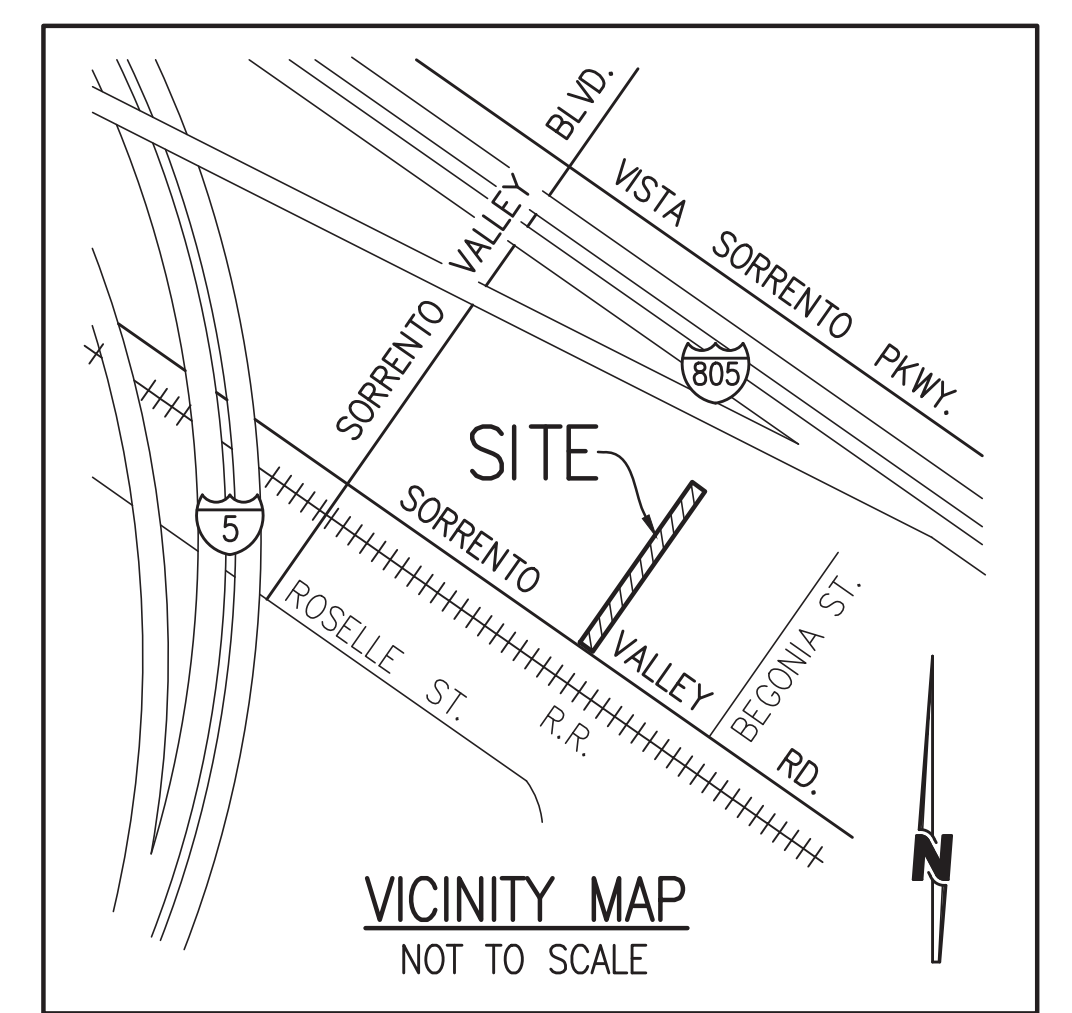 SORRENTO VALLEY BLVD.
VISTA SORRENTO PKWY.
805
SITE
5
SORRENTO VALLEY RD.
ROSELLE ST.
R.R.
BEGONIA ST.
N
VICINITY MAP
NOT TO SCALE